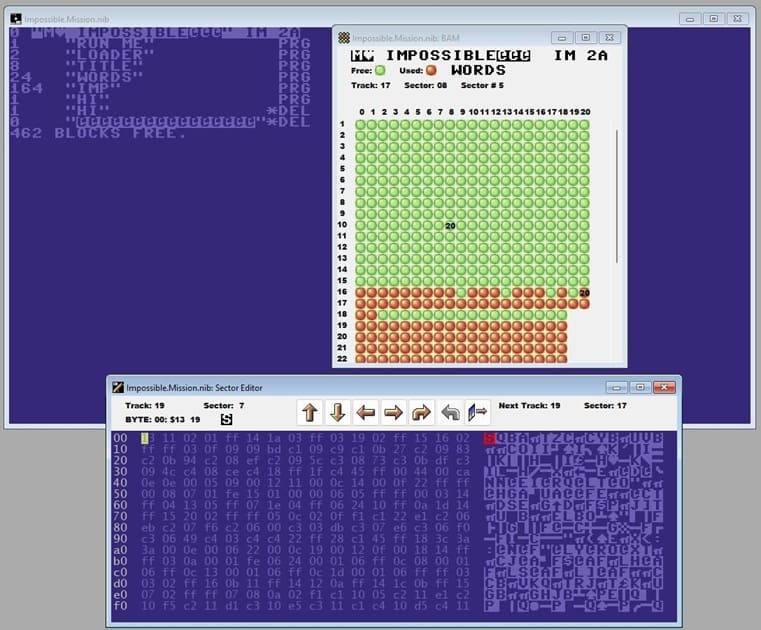 Impossible.Mission.nib
0 "M♥ IMPOSSIBLE IM 2A
1 "RUN ME" PRG
2 "LOADER" PRG
8 "TITLE" PRG
24 "WORDS" PRG
164 "IMP" PRG
1 "HI" PRG
1 "HI" *DEL
0 *DEL
462 BLOCKS FREE.
Impossible.Mission.nib: BAM
M♥ IMPOSSIBLE IM 2A
Free: Used: WORDS
Track: 17 Sector: 08 Sector # 5
0 1 2 3 4 5 6 7 8 9 10 11 12 13 14 15 16 17 18 19 20
1
2
3
4
5
6
7
8
9
10 20
11
12
13
14
15
16 20
17
18
19
20
21
22
Impossible.Mission.nib: Sector Editor
Track: 19 Sector: 7 Next Track: 19 Sector: 17
BYTE: 00: $13 19 S
00 13 11 02 01 ff 14 1a 03 ff 03 19 02 ff 15 16 02
10 ff ff 03 0f 09 09 bd c1 09 c9 c1 0b 27 c2 09 83
20 c2 0b 94 c2 08 ef c2 09 5c c3 08 73 c3 0b df c3
30 09 4c c4 08 ce c4 18 ff 1f c4 45 ff 00 44 00 ca
40 0e 0e 00 05 09 00 12 11 00 0c 14 00 0f 22 ff ff
50 00 08 07 01 fe 15 01 00 00 06 05 ff ff 00 03 14
60 ff 04 13 05 ff 07 1e 04 ff 06 24 10 ff 0a 1d 14
70 ff 15 20 02 ff ff 05 0c 02 0f f1 c1 22 e1 c2 06
80 eb c2 07 f6 c2 06 00 c3 03 db c3 07 e6 c3 06 f0
90 c3 06 49 c4 03 c4 c4 22 ff 28 c1 45 ff 18 3c 3a
a0 3a 00 0e 00 06 22 00 0c 19 00 12 0f 00 18 14 ff
b0 ff 03 0a 00 01 fe 06 24 00 01 06 ff 0c 08 00 01
c0 06 ff 0c 13 00 01 06 ff 0c 1d 00 01 06 ff ff 03
d0 03 02 ff 16 0b 11 ff 14 12 0a ff 14 1c 0b ff 15
e0 07 02 ff ff 07 08 0a 02 f1 c1 10 05 c2 11 e1 c2
f0 10 f5 c2 11 d1 c3 10 e5 c3 11 c1 c4 10 d5 c4 11